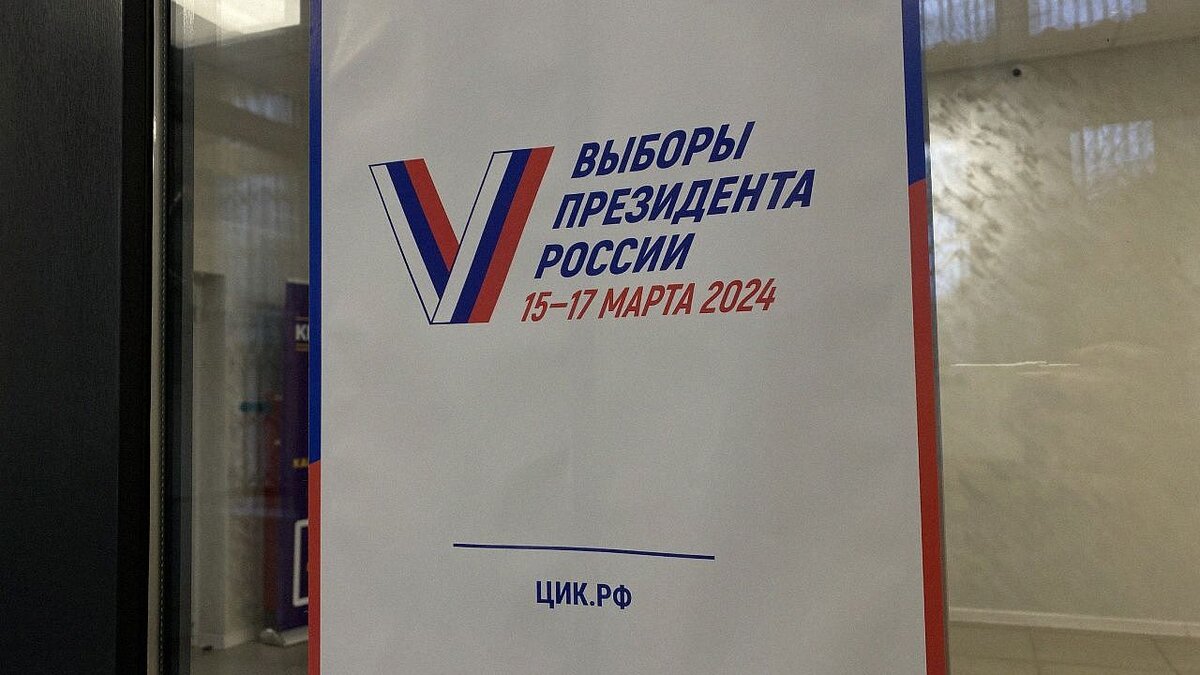 ВЫБОРЫ
ПРЕЗИДЕНТА
РОССИИ
15–17 МАРТА 2024
ЦИК.РФ